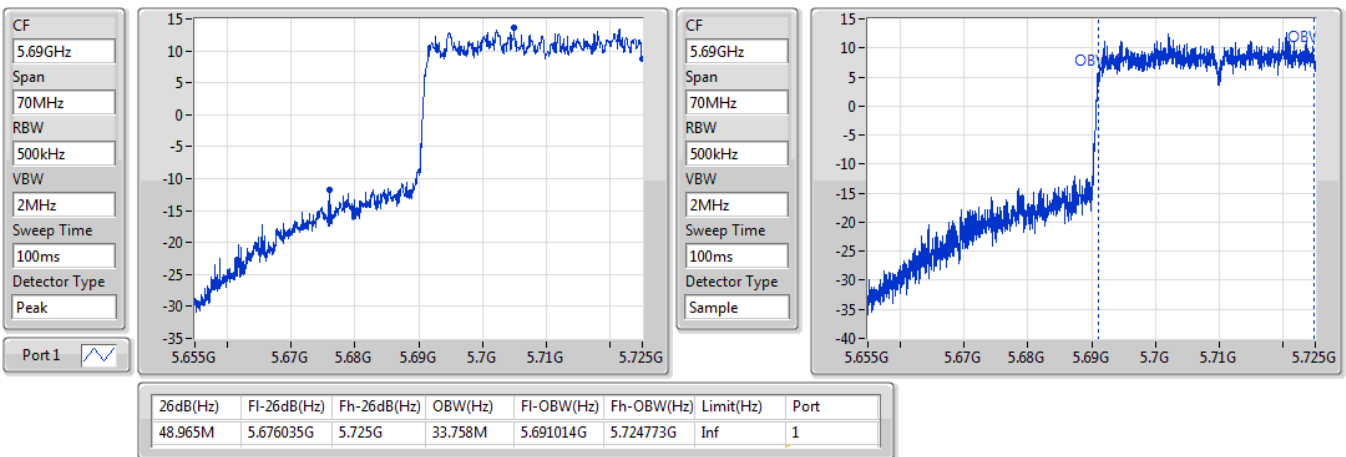 CF
5.69GHz
Span
70MHz
RBW
500kHz
VBW
2MHz
Sweep Time
100ms
Detector Type
Peak
Port 1
15
10
5
0
-5
-10
-15
-20
-25
-30
-35
5.655G 5.67G 5.68G 5.69G 5.7G 5.71G 5.725G
CF
5.69GHz
Span
70MHz
RBW
500kHz
VBW
2MHz
Sweep Time
100ms
Detector Type
Sample
15
10
5
0
-5
-10
-15
-20
-25
-30
-35
-40
OBW
OBW
5.655G 5.67G 5.68G 5.69G 5.7G 5.71G 5.725G
26dB(Hz) Fl-26dB(Hz) Fh-26dB(Hz) OBW(Hz) Fl-OBW(Hz) Fh-OBW(Hz) Limit(Hz) Port
48.965M 5.676035G 5.725G 33.758M 5.691014G 5.724773G Inf 1